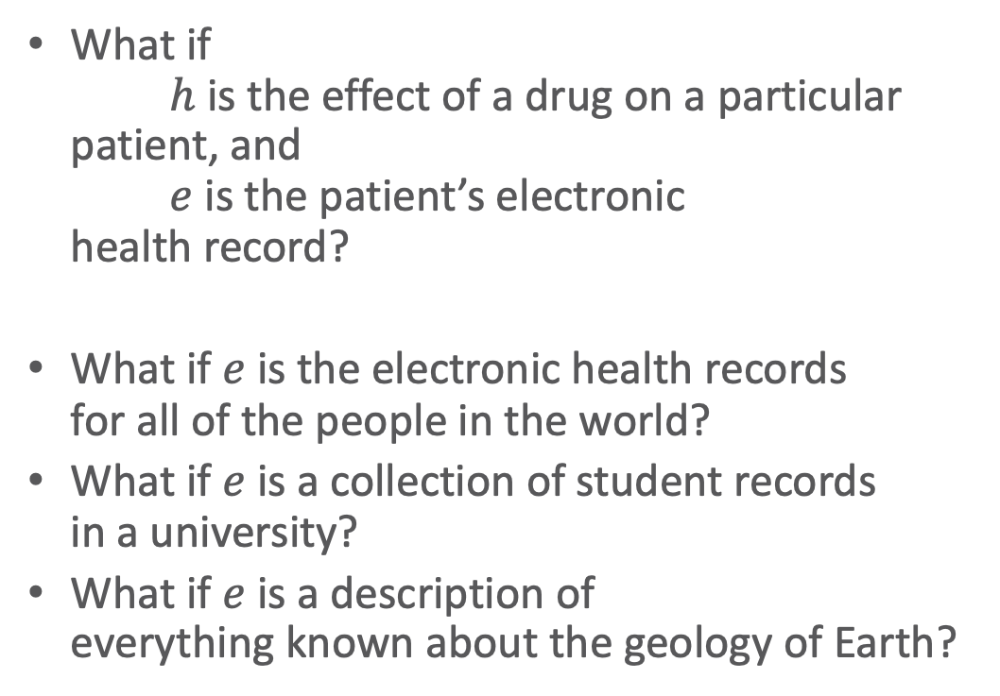 • What if
h is the effect of a drug on a particular
patient, and
e is the patient’s electronic
health record?
• What if e is the electronic health records
for all of the people in the world?
• What if e is a collection of student records
in a university?
• What if e is a description of
everything known about the geology of Earth?